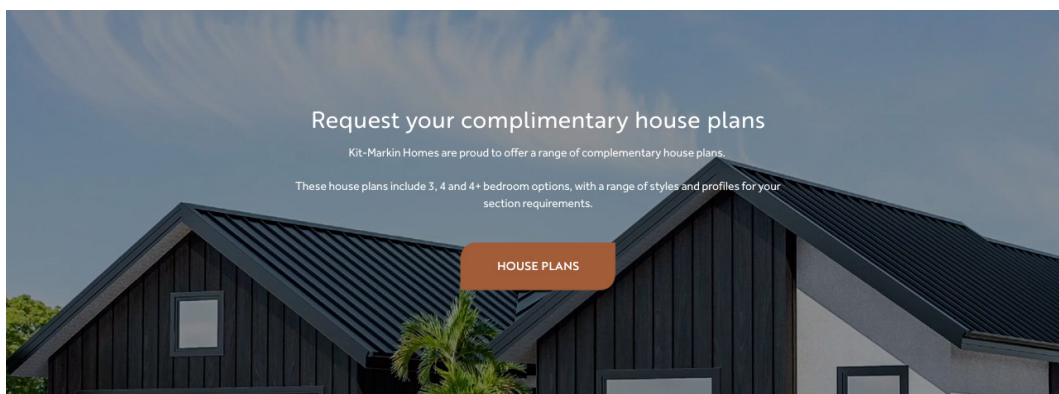 Request your complimentary house plans
Kit-Markin Homes are proud to offer a range of complementary house plans.
These house plans include 3, 4 and 4+ bedroom options, with a range of styles and profiles for your
section requirements.
HOUSE PLANS